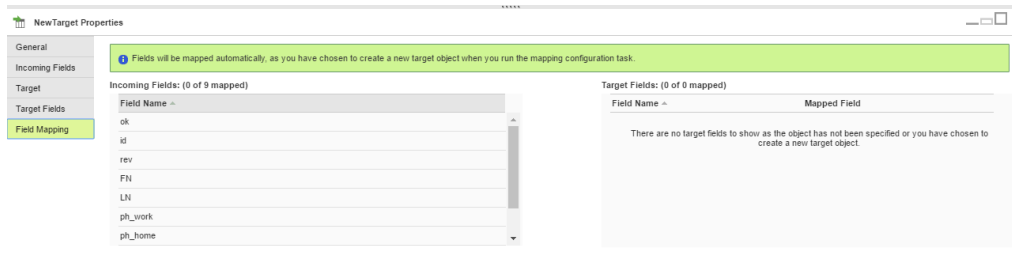 NewTarget Properties
General
Incoming Fields
Target
Target Fields
Field Mapping
Fields will be mapped automatically, as you have chosen to create a new target object when you run the mapping configuration task.
Incoming Fields: (0 of 9 mapped)
Field Name
ok
id
rev
FN
LN
ph_work
ph_home
Target Fields: (0 of 0 mapped)
Field Name Mapped Field
There are no target fields to show as the object has not been specified or you have chosen to
create a new target object.